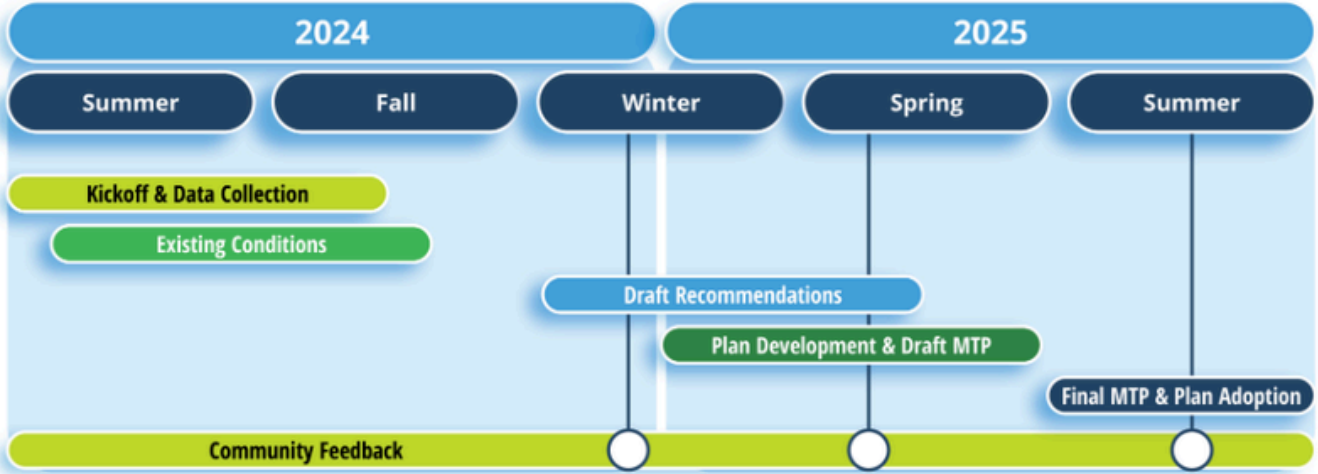 2024
2025
Summer
Fall
Winter
Spring
Summer
Kickoff & Data Collection
Existing Conditions
Draft Recommendations
Plan Development & Draft MTP
Final MTP & Plan Adoption
Community Feedback